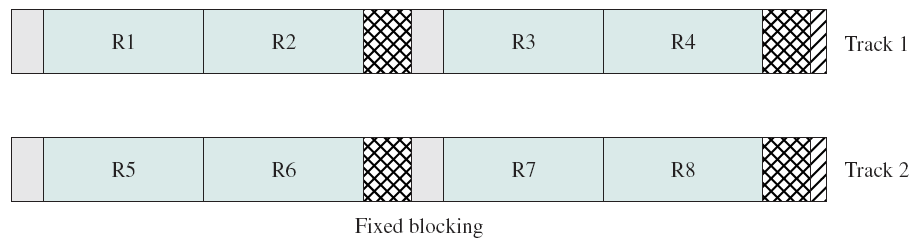 R1 R2 R3 R4 Track 1
R5 R6 R7 R8 Track 2
Fixed blocking